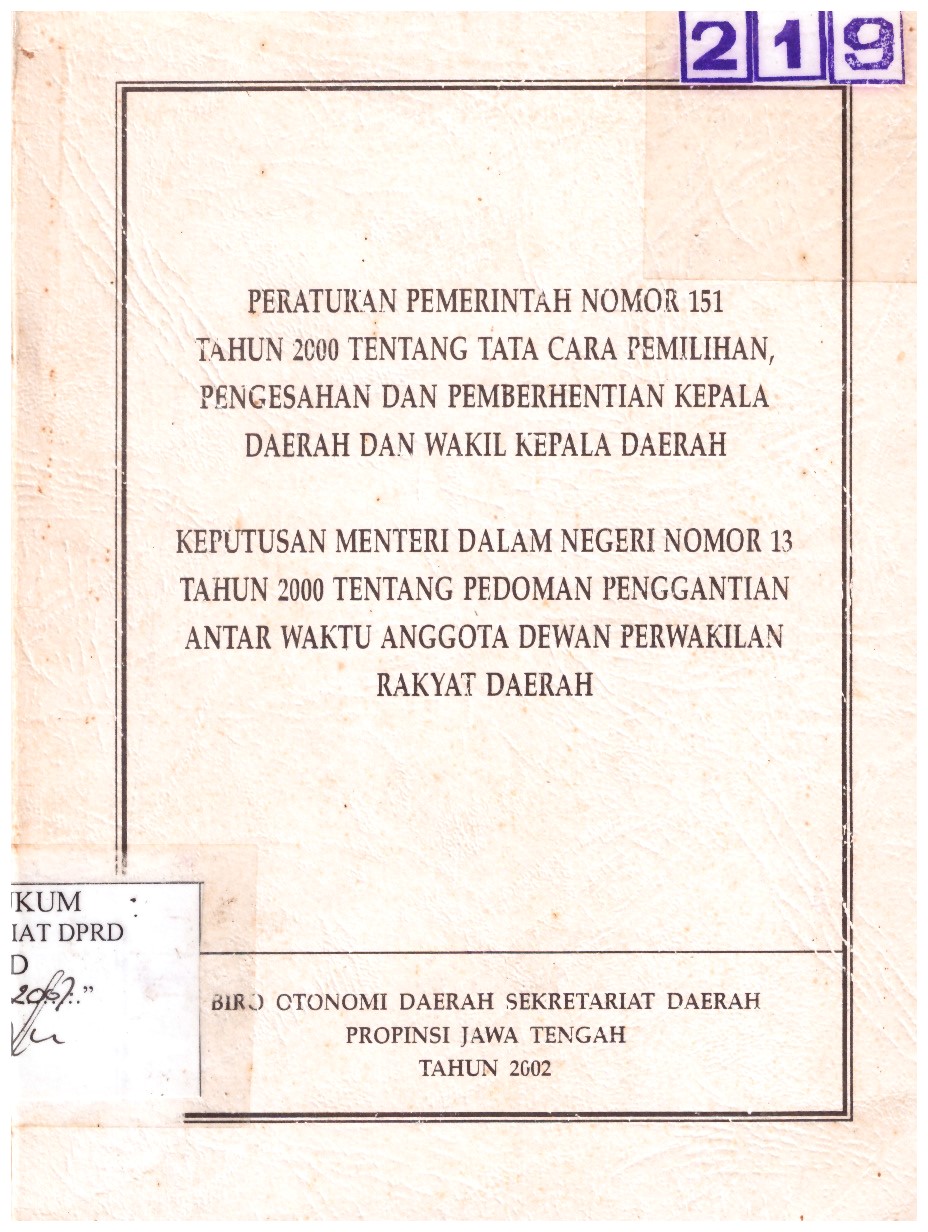 219
PERATURAN PEMERINTAH NOMOR 151
TAHUN 2000 TENTANG TATA CARA PEMILIHAN,
PENGESAHAN DAN PEMBERHENTIAN KEPALA
DAERAH DAN WAKIL KEPALA DAERAH
KEPUTUSAN MENTERI DALAM NEGERI NOMOR 13
TAHUN 2000 TENTANG PEDOMAN PENGGANTIAN
ANTAR WAKTU ANGGOTA DEWAN PERWAKILAN
RAKYAT DAERAH
KUM
IAT DPRD
D
BIRO OTONOMI DAERAH SEKRETARIAT DAERAH
PROPINSI JAWA TENGAH
TAHUN 2002